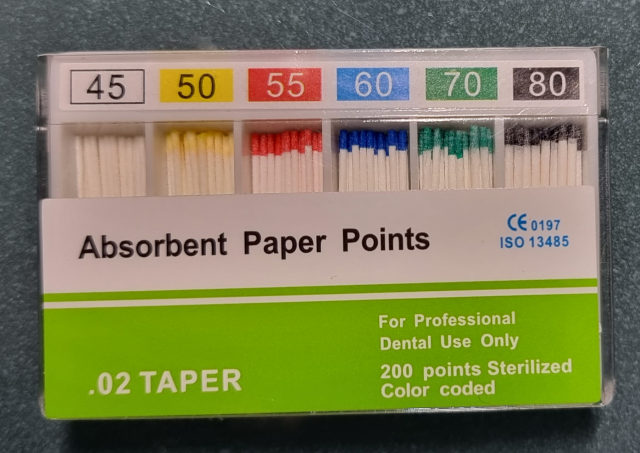 45 50 55 60 70 80
Absorbent Paper Points
CE 0197
ISO 13485
For Professional
Dental Use Only
.02 TAPER
200 points Sterilized
Color coded